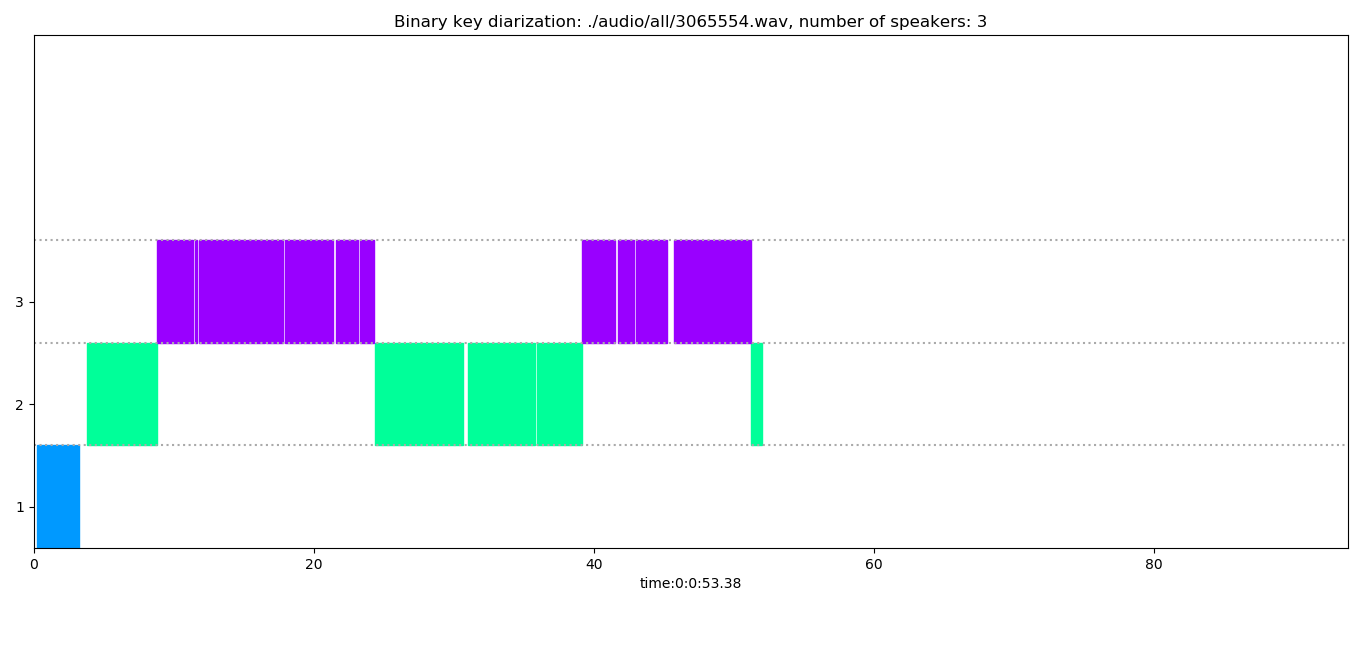 Binary key diarization: ./audio/all/3065554.wav, number of speakers: 3
3
2
1
0 20 40 60 80
time:0:0:53.38